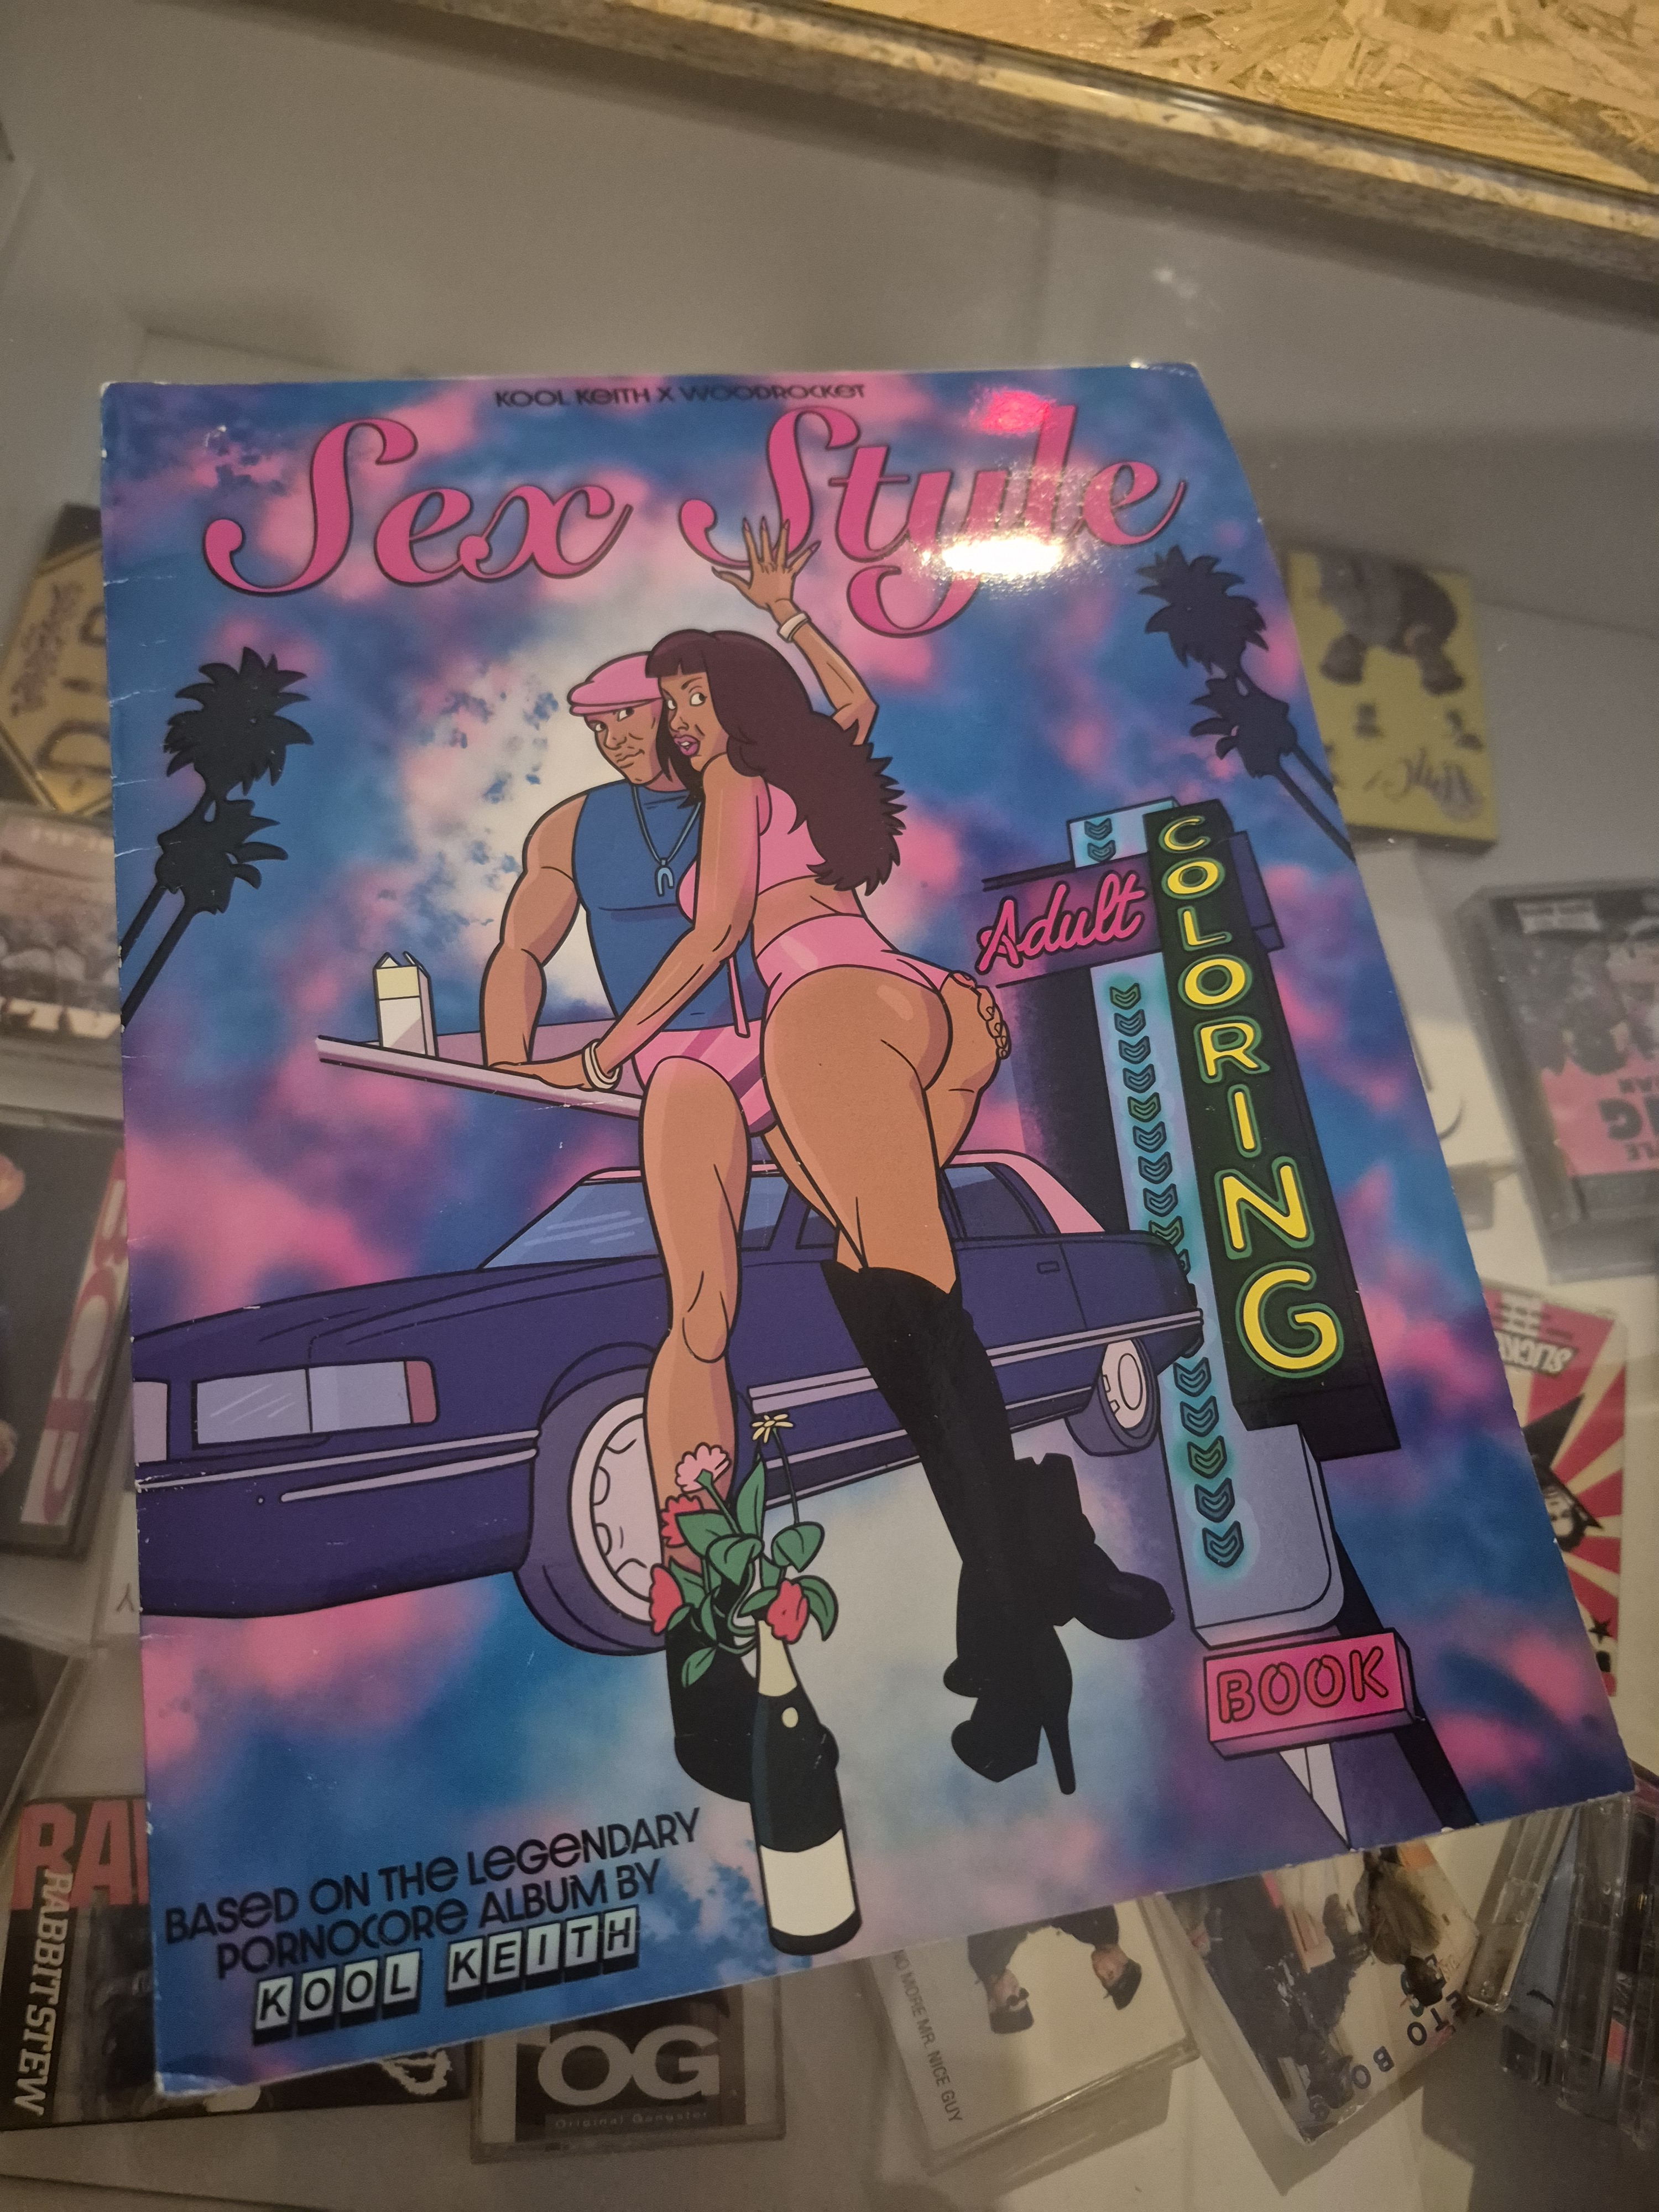 KOOL KEITH X WOODROCKET
Sex Style
Adult
COLORING
BOOK
BASED ON THE LEGENDARY
PORNOCORE ALBUM BY
KOOL KEITH
RABBIT STEW
OG
Original Gangster
NO MORE MR. NICE GUY